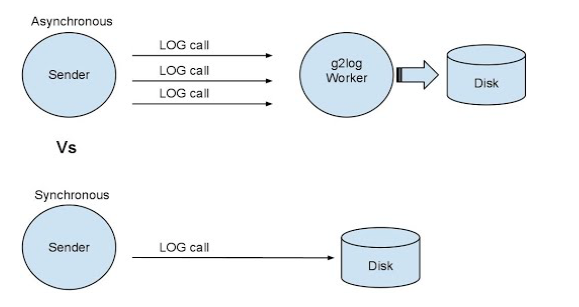 Asynchronous
Sender
LOG call
LOG call
LOG call
g2log
Worker
Disk
Vs
Synchronous
Sender
LOG call
Disk